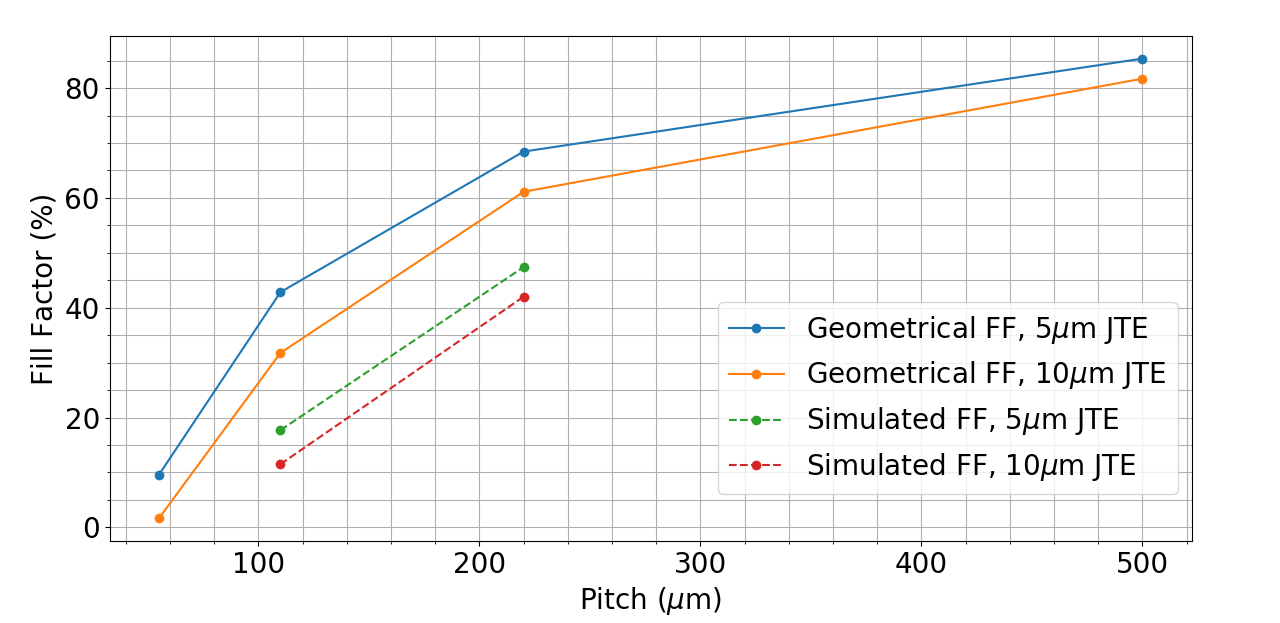 80
60
40
20
0
Fill Factor (%)
100 200 300 400 500
Pitch (μm)
Geometrical FF, 5μm JTE
Geometrical FF, 10μm JTE
Simulated FF, 5μm JTE
Simulated FF, 10μm JTE